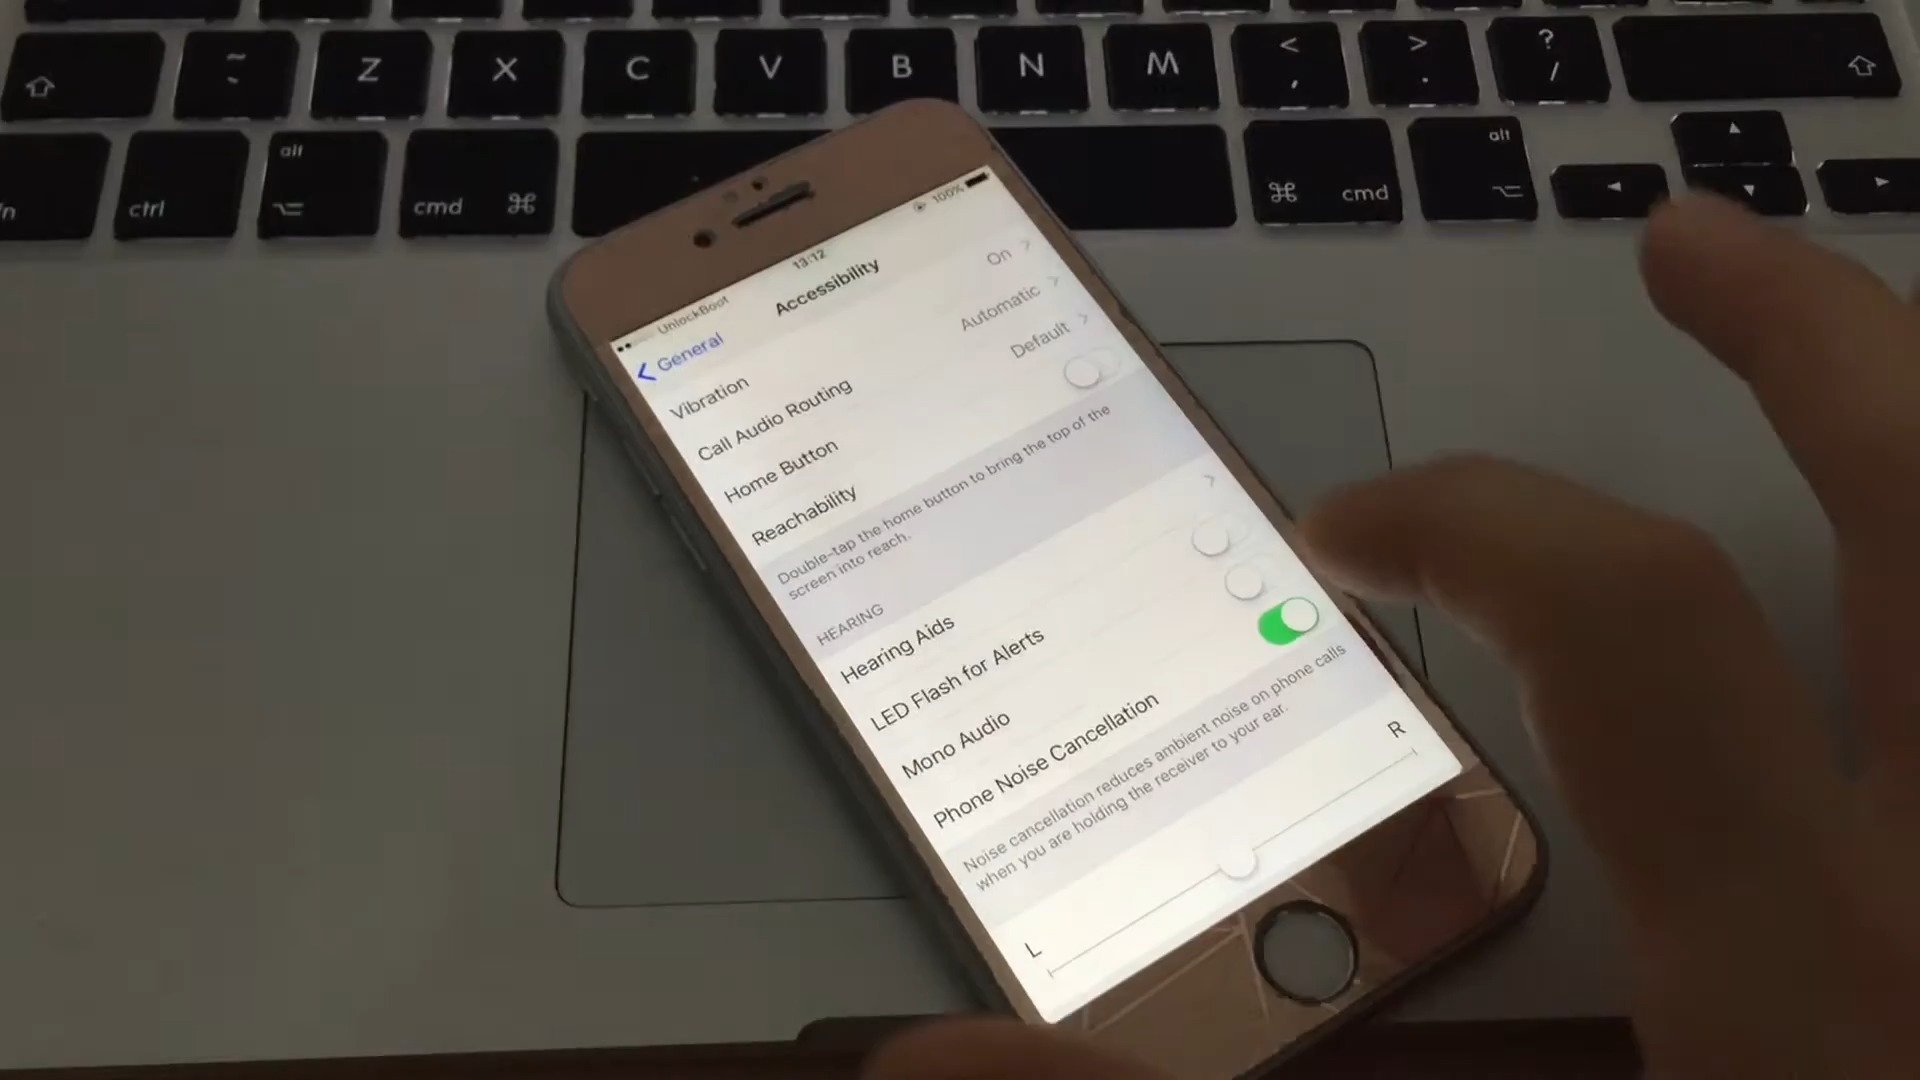 ~ Z X C V B N M < > ?
` , . /
alt alt
ctrl cmd ⌘ ⌘ cmd
UnlockBoot 13:12 100%
General Accessibility
Vibration On
Call Audio Routing Automatic
Home Button Default
Reachability
Double-tap the home button to bring the top of the
screen into reach.
HEARING
Hearing Aids
LED Flash for Alerts
Mono Audio
Phone Noise Cancellation
Noise cancellation reduces ambient noise on phone calls
when you are holding the receiver to your ear.
L R